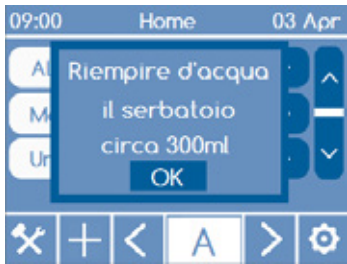 09:00 Home 03 Apr
Riempire d'acqua
il serbatoio
circa 300ml
OK
A